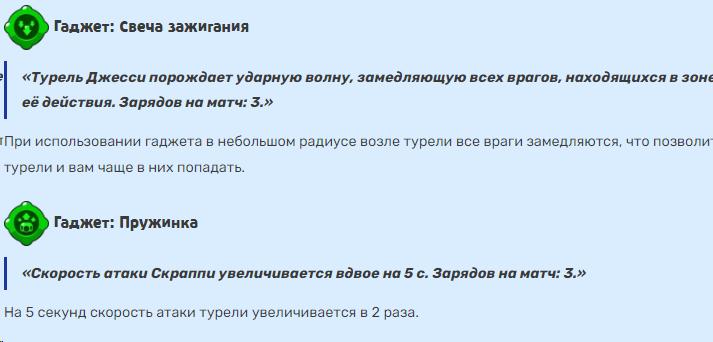 Гаджет: Свеча зажигания
«Турель Джесси порождает ударную волну, замедляющую всех врагов, находящихся в зоне
её действия. Зарядов на матч: 3.»
При использовании гаджета в небольшом радиусе возле турели все враги замедляются, что позволит
турели и вам чаще в них попадать.
Гаджет: Пружинка
«Скорость атаки Скраппи увеличивается вдвое на 5 с. Зарядов на матч: 3.»
На 5 секунд скорость атаки турели увеличивается в 2 раза.